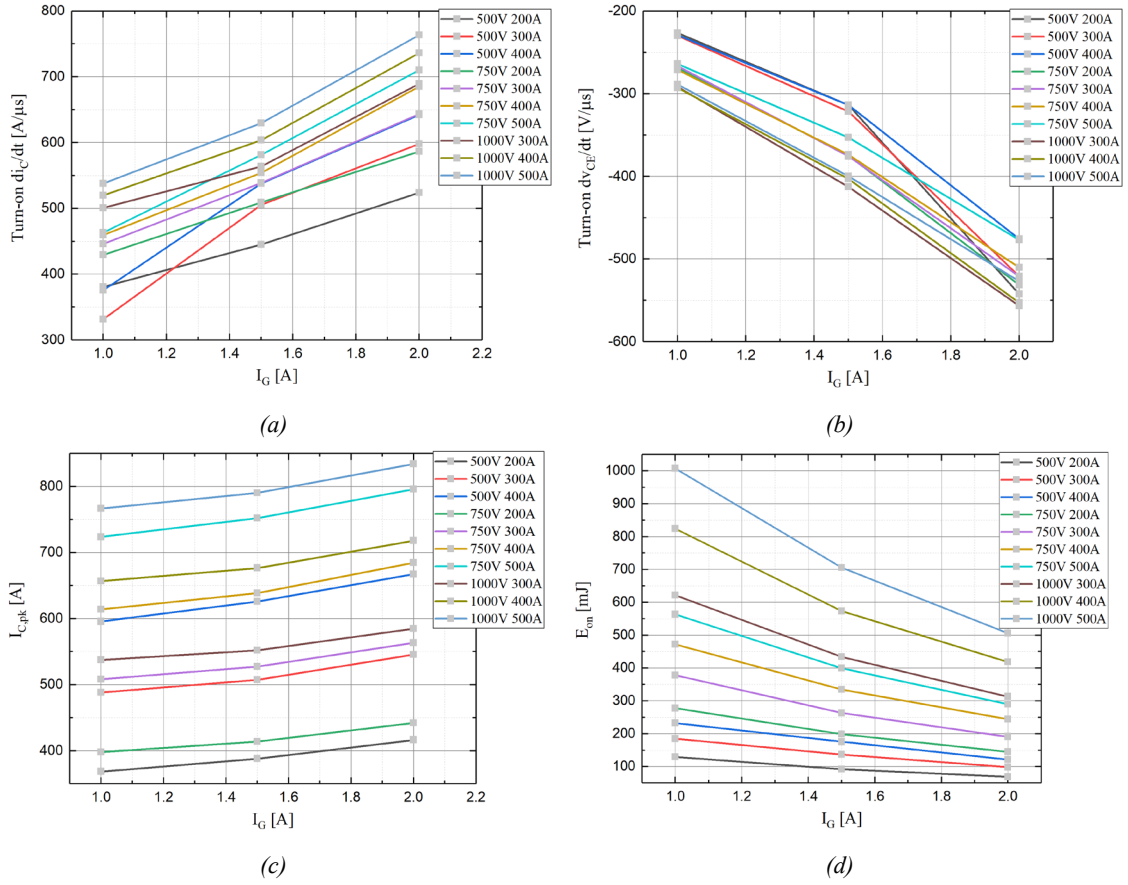 Turn-on di_C/dt [A/μs]
800
700
600
500
400
300
1.0 1.2 1.4 1.6 1.8 2.0 2.2
I_G [A]
500V 200A
500V 300A
500V 400A
750V 200A
750V 300A
750V 400A
750V 500A
1000V 300A
1000V 400A
1000V 500A
(a)
Turn-on dv_CE/dt [V/μs]
-200
-300
-400
-500
-600
1.0 1.2 1.4 1.6 1.8 2.0
I_G [A]
500V 200A
500V 300A
500V 400A
750V 200A
750V 300A
750V 400A
750V 500A
1000V 300A
1000V 400A
1000V 500A
(b)
I_C,pk [A]
800
700
600
500
400
1.0 1.2 1.4 1.6 1.8 2.0 2.2
I_G [A]
500V 200A
500V 300A
500V 400A
750V 200A
750V 300A
750V 400A
750V 500A
1000V 300A
1000V 400A
1000V 500A
(c)
E_on [mJ]
1000
900
800
700
600
500
400
300
200
100
1.0 1.2 1.4 1.6 1.8 2.0
I_G [A]
500V 200A
500V 300A
500V 400A
750V 200A
750V 300A
750V 400A
750V 500A
1000V 300A
1000V 400A
1000V 500A
(d)